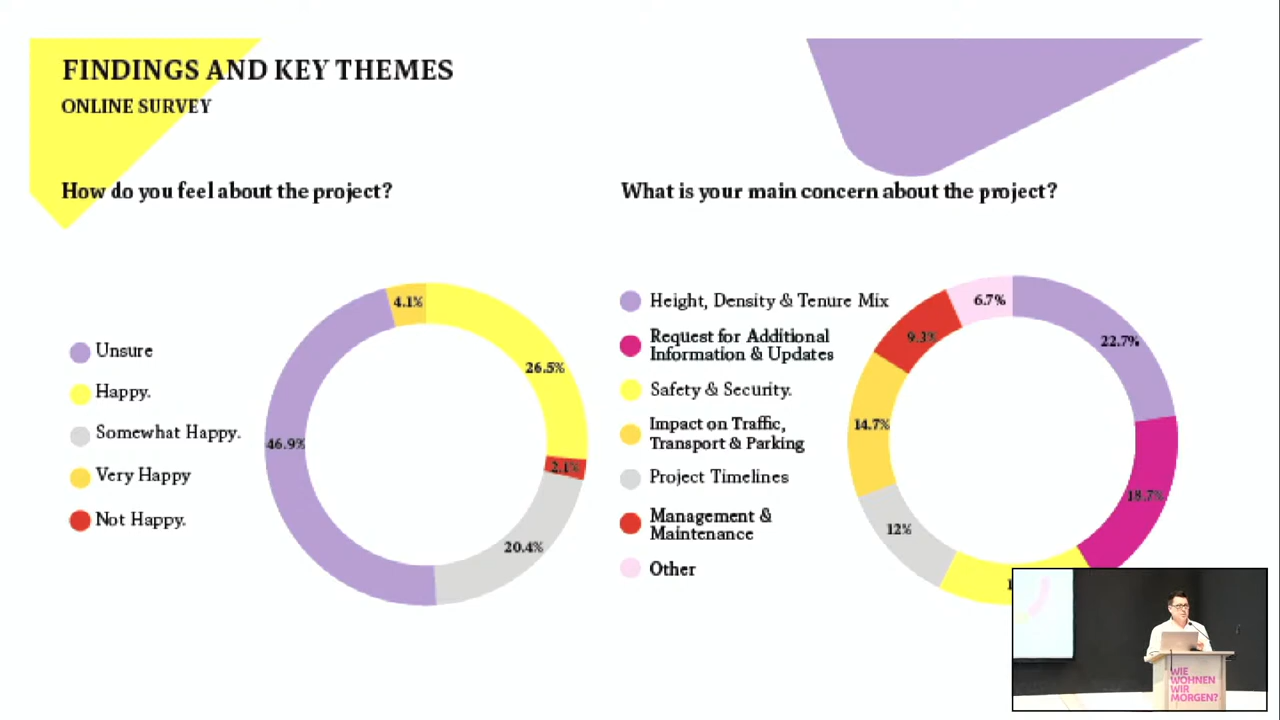 FINDINGS AND KEY THEMES
ONLINE SURVEY
How do you feel about the project?
Unsure
Happy.
Somewhat Happy.
Very Happy
Not Happy.
4.1%
26.5%
2.1%
20.4%
46.9%
What is your main concern about the project?
Height, Density & Tenure Mix
Request for Additional
Information & Updates
Safety & Security.
Impact on Traffic,
Transport & Parking
Project Timelines
Management &
Maintenance
Other
6.7%
22.7%
9.3%
14.7%
18.7%
12%
WIE
WOHNEN
WIR
MORGEN?